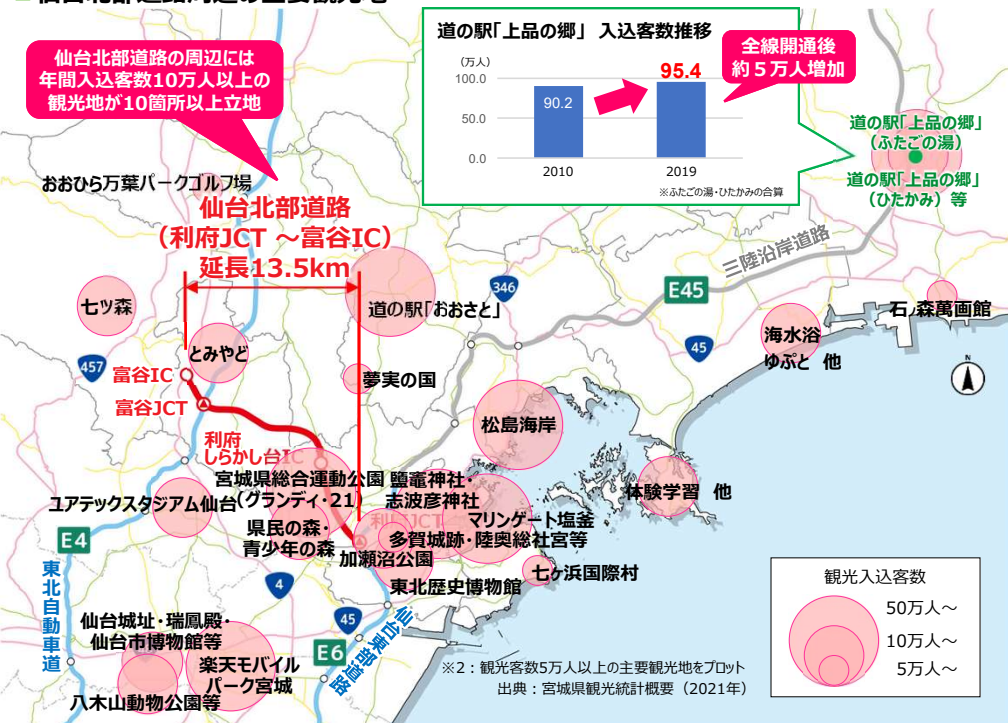 仙台北部道路周辺の主要観光地
仙台北部道路の周辺には
年間入込客数10万人以上の
観光地が10箇所以上立地
道の駅「上品の郷」 入込客数推移
(万人)
100.0
50.0
0.0
90.2
95.4
2010
2019
※ふたごの湯・ひたかみの合算
全線開通後
約５万人増加
道の駅「上品の郷」
(ふたごの湯)
道の駅「上品の郷」
(ひたかみ) 等
おおひら万葉パークゴルフ場
仙台北部道路
(利府JCT ～富谷IC)
延長13.5km
三陸沿岸道路
346
E45
七ツ森
道の駅「おおさと」
石ノ森萬画館
海水浴
ゆぷと 他
45
457
とみやど
富谷IC
夢実の国
富谷JCT
N
松島海岸
利府
しらかし台IC
宮城県総合運動公園
(グランディ・21)
鹽竈神社・
志波彦神社
体験学習 他
ユアテックスタジアム仙台
利府JCT
マリンゲート塩釜
県民の森・
青少年の森
多賀城跡・陸奥総社宮等
加瀬沼公園
E4
東北歴史博物館
七ヶ浜国際村
東北自動車道
4
45
仙台東部道路
E6
仙台城址・瑞鳳殿・
仙台市博物館等
楽天モバイル
パーク宮城
八木山動物公園等
観光入込客数
50万人～
10万人～
5万人～
※2：観光客数5万人以上の主要観光地をプロット
出典：宮城県観光統計概要（2021年）